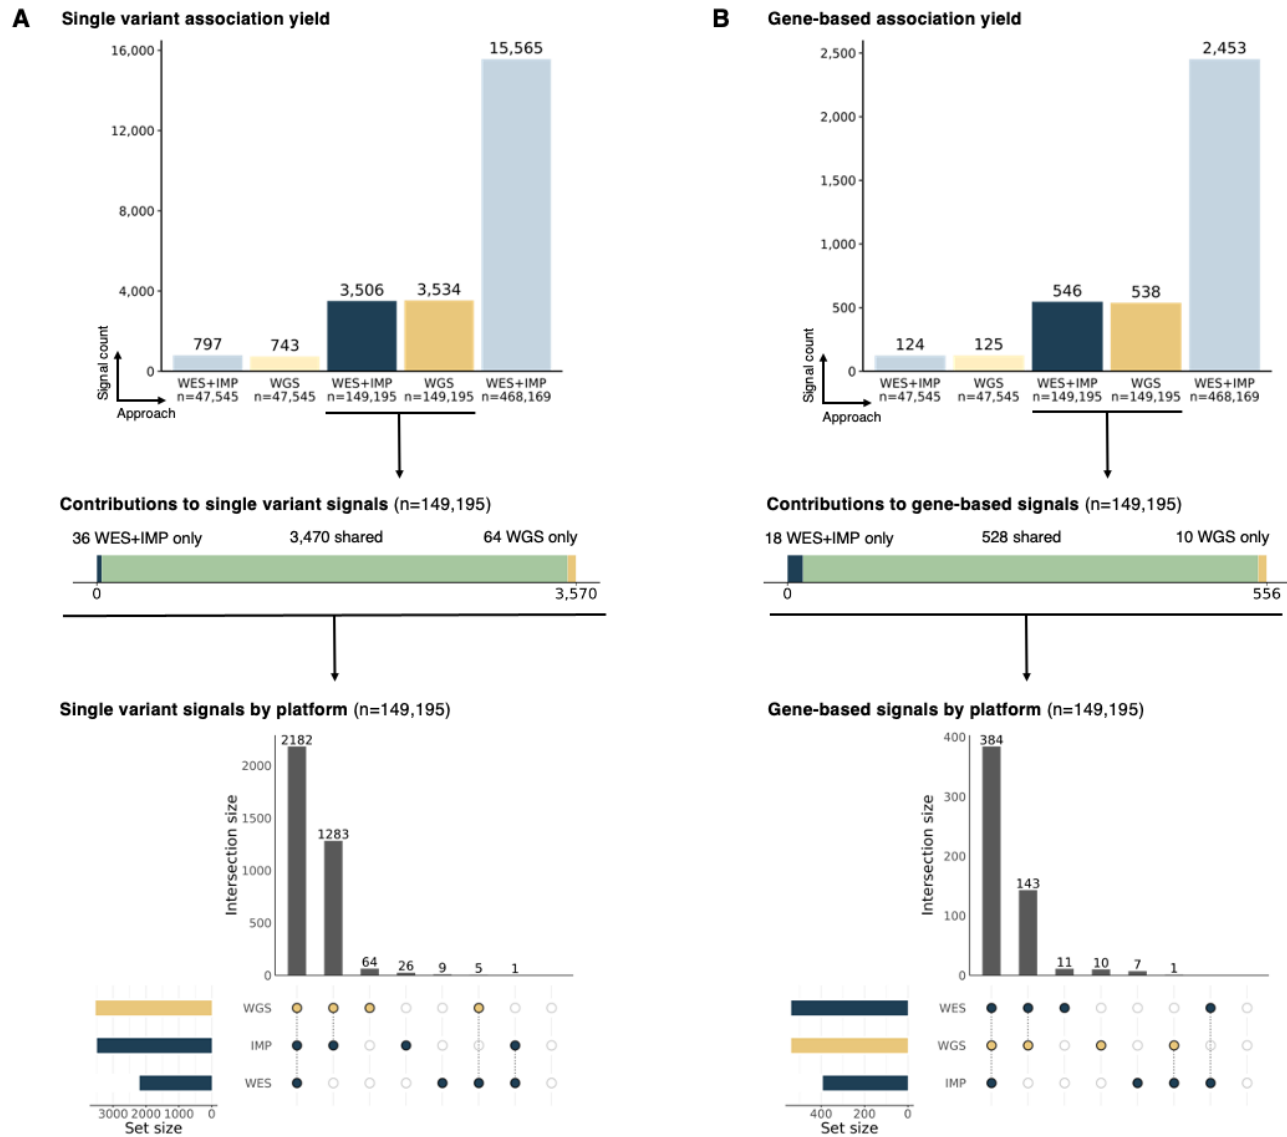 A
Single variant association yield
16,000
12,000
8,000
4,000
0
797
743
3,506
3,534
15,565
Signal count
Approach
WES+IMP
n=47,545
WGS
n=47,545
WES+IMP
n=149,195
WGS
n=149,195
WES+IMP
n=468,169
Contributions to single variant signals (n=149,195)
36 WES+IMP only
3,470 shared
64 WGS only
0
3,570
Single variant signals by platform (n=149,195)
Intersection size
2000
1500
1000
500
0
2182
1283
64
26
9
5
1
WGS
IMP
WES
3000 2000 1000 0
Set size
B
Gene-based association yield
2,500
2,000
1,500
1,000
500
0
124
125
546
538
2,453
Signal count
Approach
WES+IMP
n=47,545
WGS
n=47,545
WES+IMP
n=149,195
WGS
n=149,195
WES+IMP
n=468,169
Contributions to gene-based signals (n=149,195)
18 WES+IMP only
528 shared
10 WGS only
0
556
Gene-based signals by platform (n=149,195)
Intersection size
400
300
200
100
0
384
143
11
10
7
1
WES
WGS
IMP
400 200 0
Set size